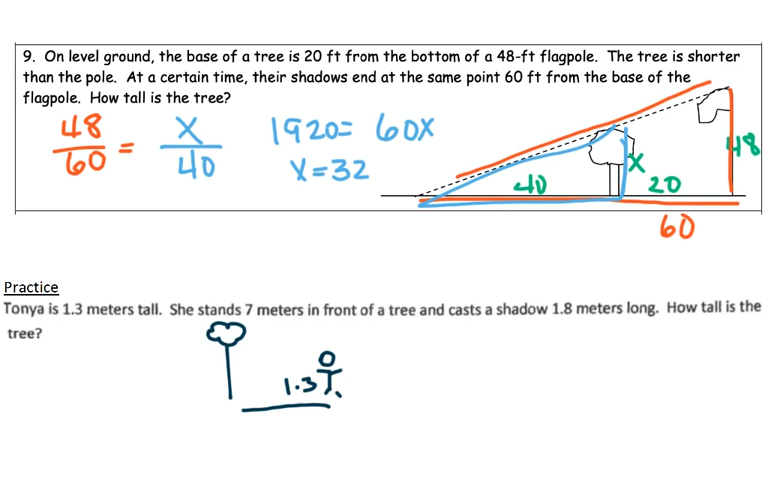 9. On level ground, the base of a tree is 20 ft from the bottom of a 48-ft flagpole. The tree is shorter
than the pole. At a certain time, their shadows end at the same point 60 ft from the base of the
flagpole. How tall is the tree?
48/60 = x/40
1920 = 60x
x = 32
48
x
40
20
60
Practice
Tonya is 1.3 meters tall. She stands 7 meters in front of a tree and casts a shadow 1.8 meters long. How tall is the
tree?
1.3
T.